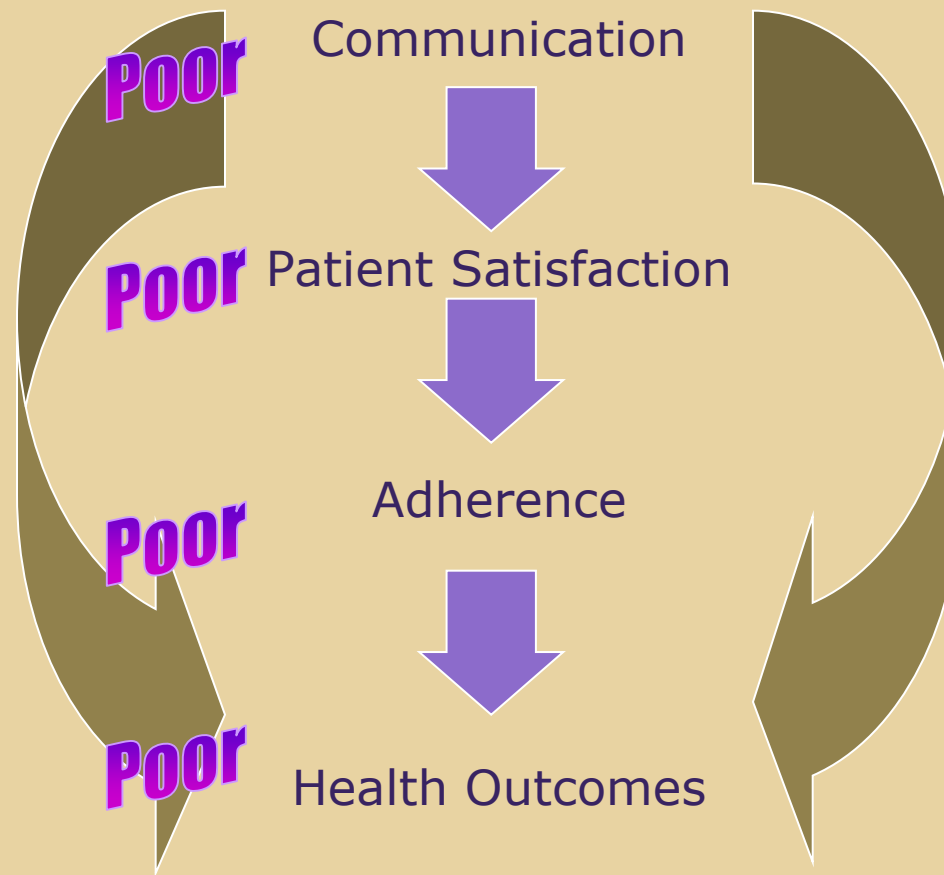 Poor Communication
Poor Patient Satisfaction
Poor Adherence
Poor Health Outcomes